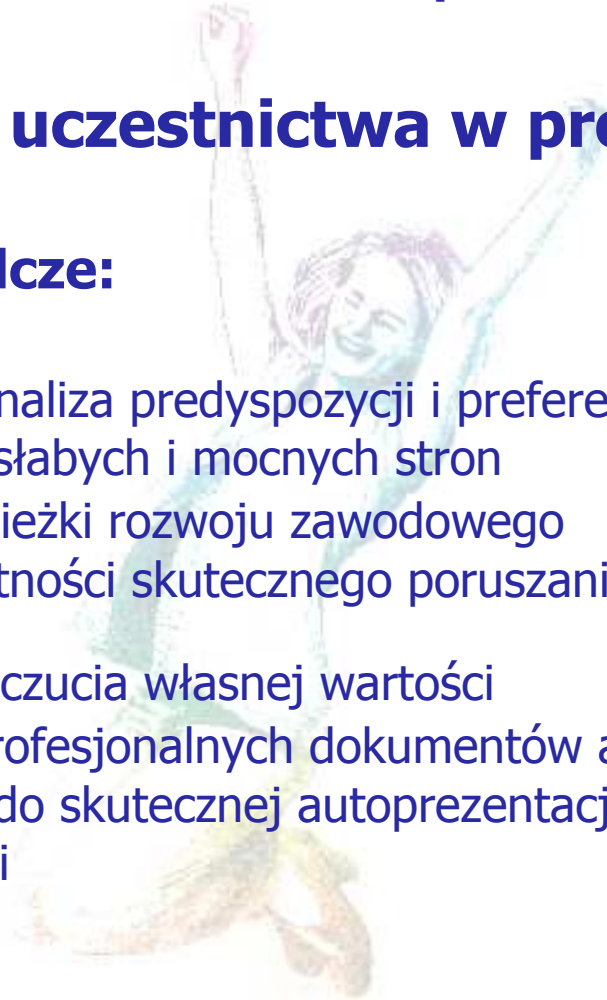 uczestnictwa w pro
lcze:
naliza predyspozycji i prefere
słabych i mocnych stron
ieżki rozwoju zawodowego
tności skutecznego poruszani
czucia własnej wartości
rofesjonalnych dokumentów a
do skutecznej autoprezentacj
i